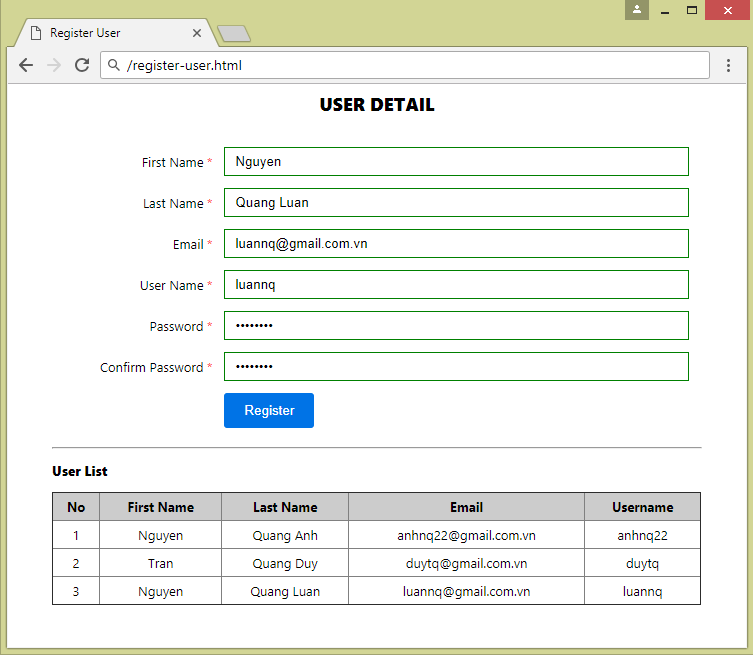 Register User
/register-user.html
USER DETAIL
First Name * Nguyen
Last Name * Quang Luan
Email * luannq@gmail.com.vn
User Name * luannq
Password * ••••••••
Confirm Password * ••••••••
Register
User List
No First Name Last Name Email Username
1 Nguyen Quang Anh anhnq22@gmail.com.vn anhnq22
2 Tran Quang Duy duytq@gmail.com.vn duytq
3 Nguyen Quang Luan luannq@gmail.com.vn luannq